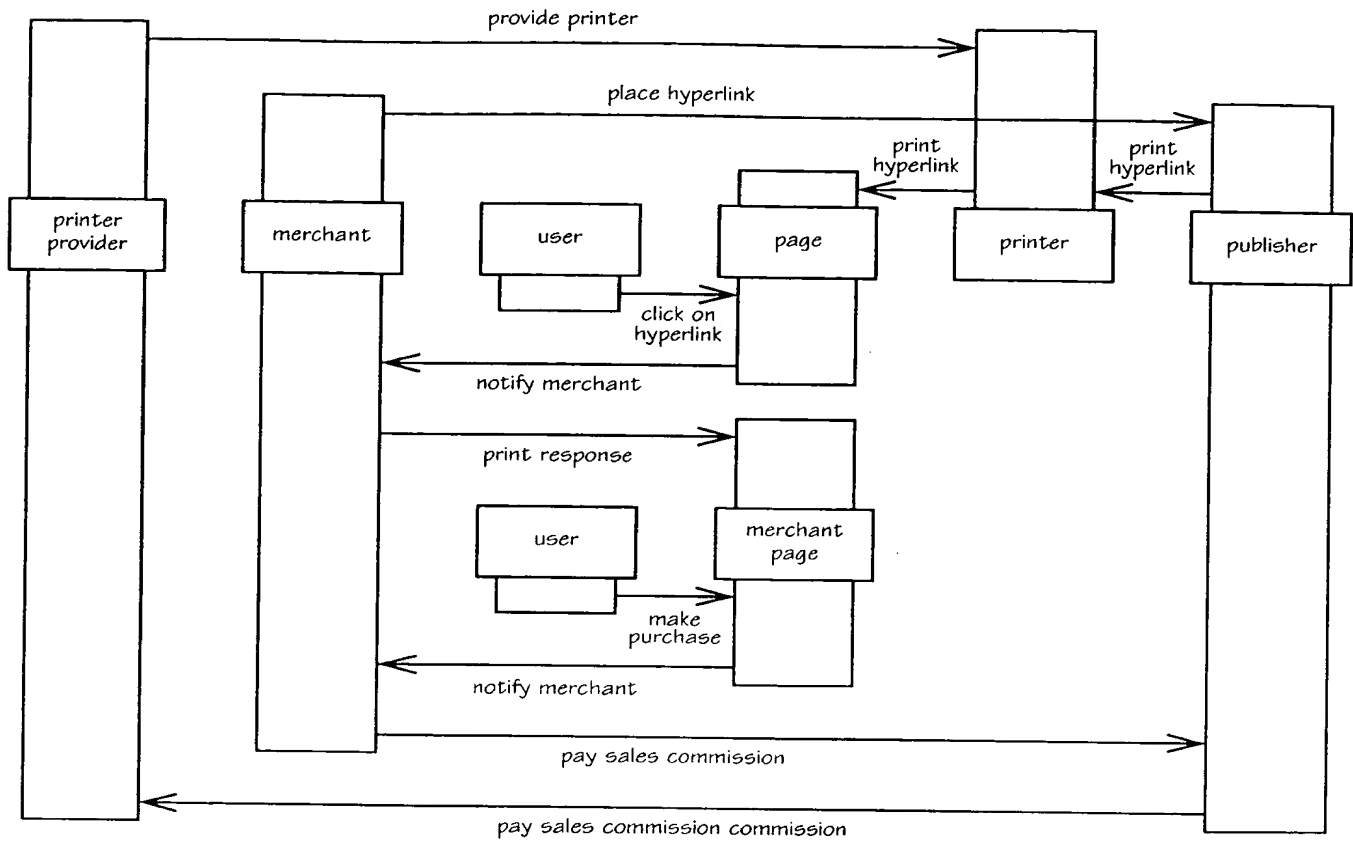 provide printer
place hyperlink
print
hyperlink
print
hyperlink
printer
provider
merchant
user
page
printer
publisher
click on
hyperlink
notify merchant
print response
user
merchant
page
make
purchase
notify merchant
pay sales commission
pay sales commission commission